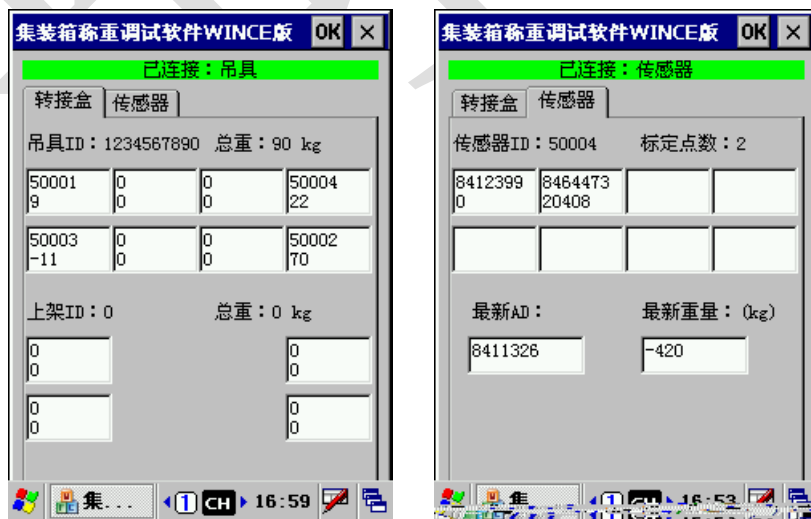 集装箱称重调试软件WINCE版 OK ×
已连接：吊具
转接盒 传感器
吊具ID：1234567890 总重：90 kg
50001 0 0 50004
9 0 0 22
50003 0 0 50002
-11 0 0 70
上架ID：0 总重：0 kg
0 0
0 0
0 0
0 0
集... 1 CH 16:59
集装箱称重调试软件WINCE版 OK ×
已连接：传感器
转接盒 传感器
传感器ID：50004 标定点数：2
8412399 8464473
0 20408
最新AD： 最新重量：(kg)
8411326 -420
集 1 CH 16:53